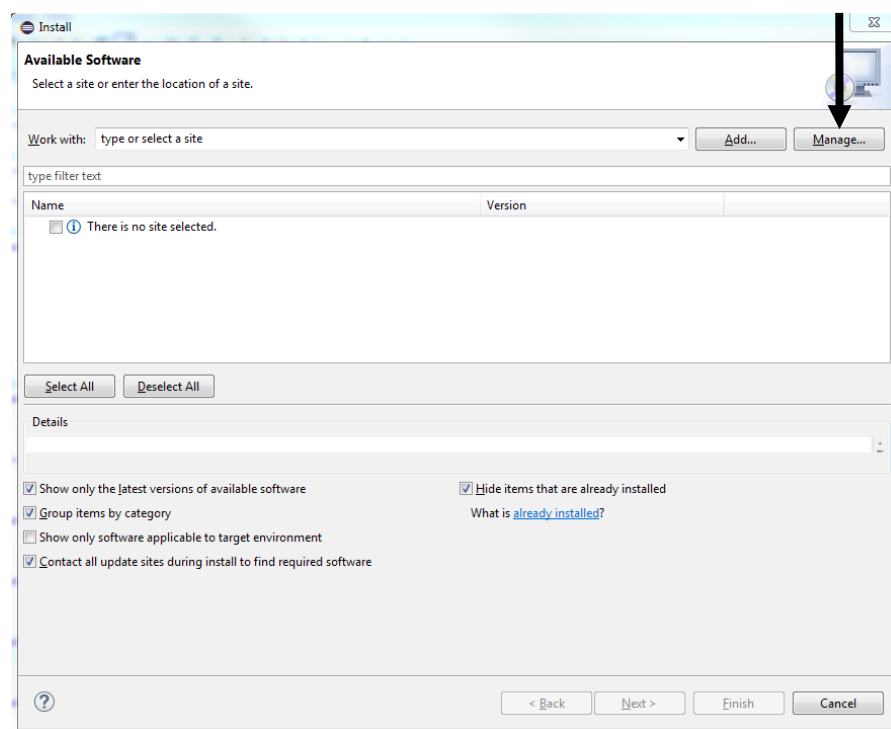 Install
Available Software
Select a site or enter the location of a site.
Work with: type or select a site Add... Manage...
type filter text
Name Version
There is no site selected.
Select All Deselect All
Details
Show only the latest versions of available software Hide items that are already installed
Group items by category What is already installed?
Show only software applicable to target environment
Contact all update sites during install to find required software
? < Back Next > Finish Cancel